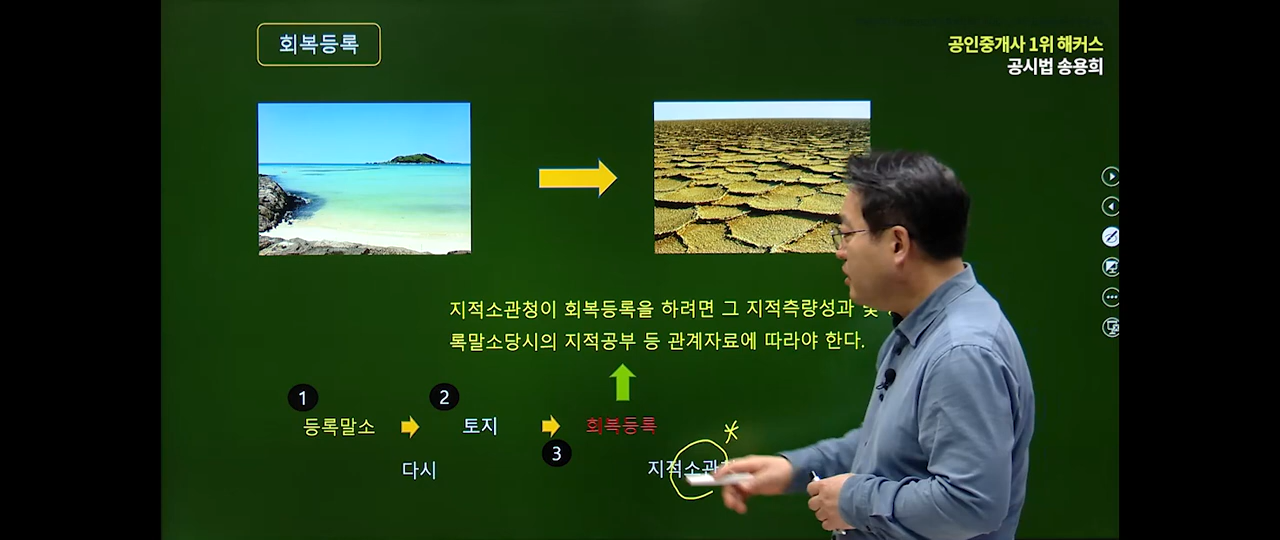 회복등록
공인중개사 1위 해커스
공시법 송용희
지적소관청이 회복등록을 하려면 그 지적측량성과 및
록말소당시의 지적공부 등 관계자료에 따라야 한다.
1
2
등록말소
토지
회복등록
3
다시
지적소관